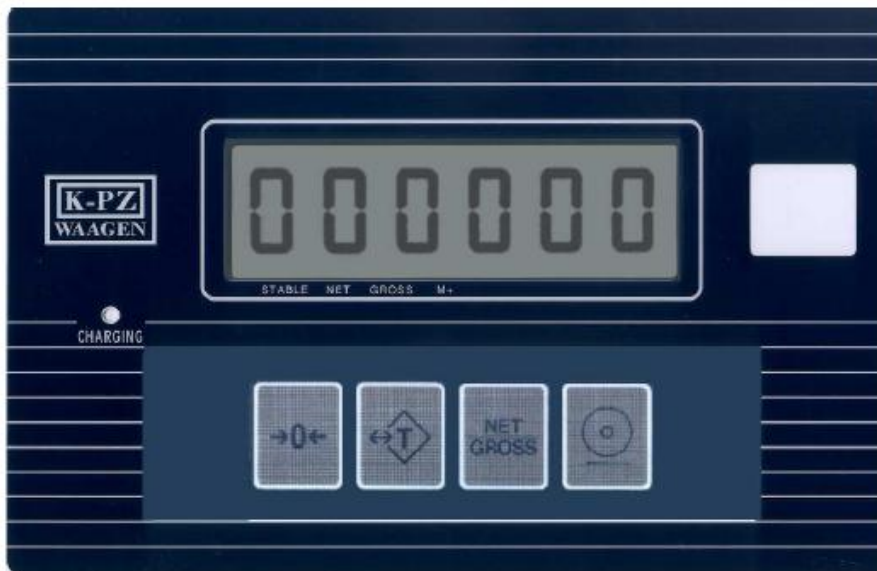 000000
K-PZ
WAAGEN
STABLE NET GROSS M+
CHARGING
→0← ↔T NET
GROSS